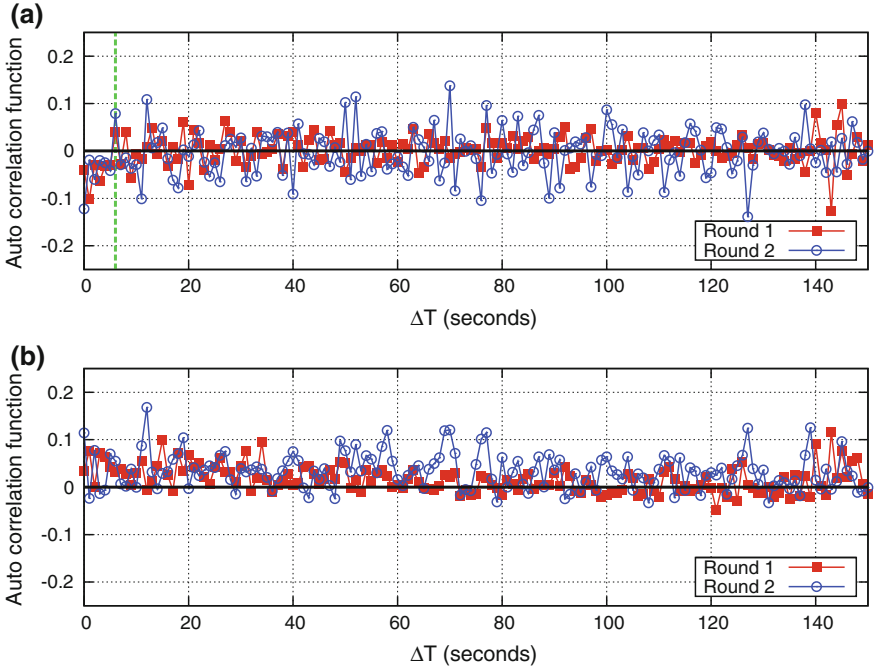 (a)
Auto correlation function
0.2
0.1
0
-0.1
-0.2
Round 1
Round 2
0 20 40 60 80 100 120 140
ΔT (seconds)
(b)
Auto correlation function
0.2
0.1
0
-0.1
-0.2
Round 1
Round 2
0 20 40 60 80 100 120 140
ΔT (seconds)